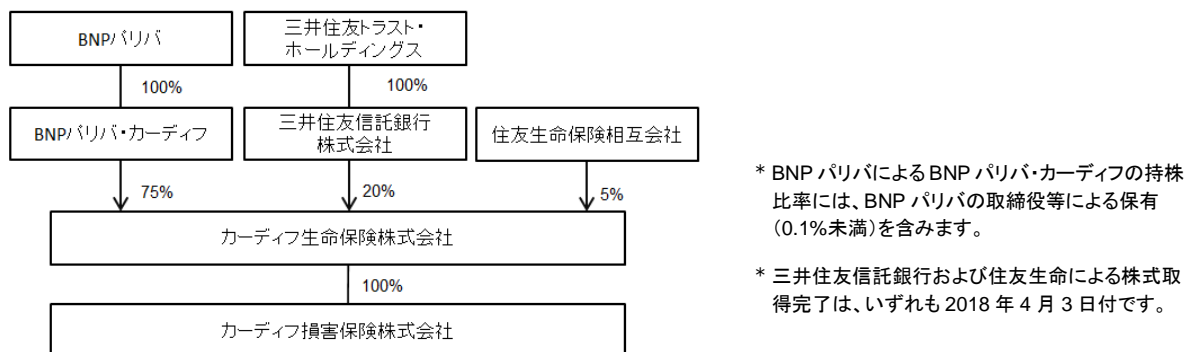 BNPパリバ
三井住友トラスト・
ホールディングス
100%
100%
BNPパリバ・カーディフ
三井住友信託銀行
株式会社
住友生命保険相互会社
75%
20%
5%
カーディフ生命保険株式会社
100%
カーディフ損害保険株式会社
* BNP パリバによる BNP パリバ・カーディフの持株
比率には、BNP パリバの取締役等による保有
（0.1%未満）を含みます。
* 三井住友信託銀行および住友生命による株式取
得完了は、いずれも 2018 年 4 月 3 日付です。